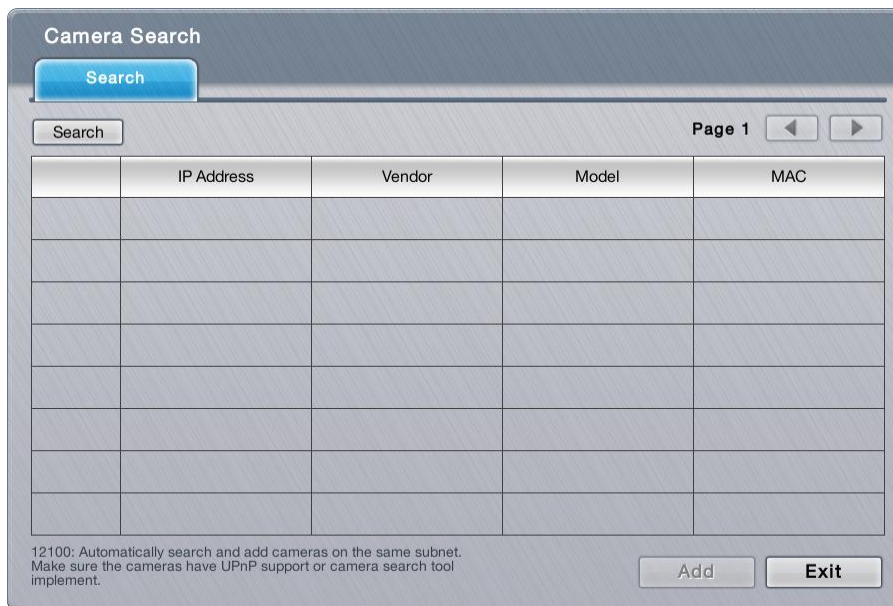 Camera Search
Search
Search
Page 1
IP Address Vendor Model MAC
12100: Automatically search and add cameras on the same subnet.
Make sure the cameras have UPnP support or camera search tool
implement.
Add
Exit